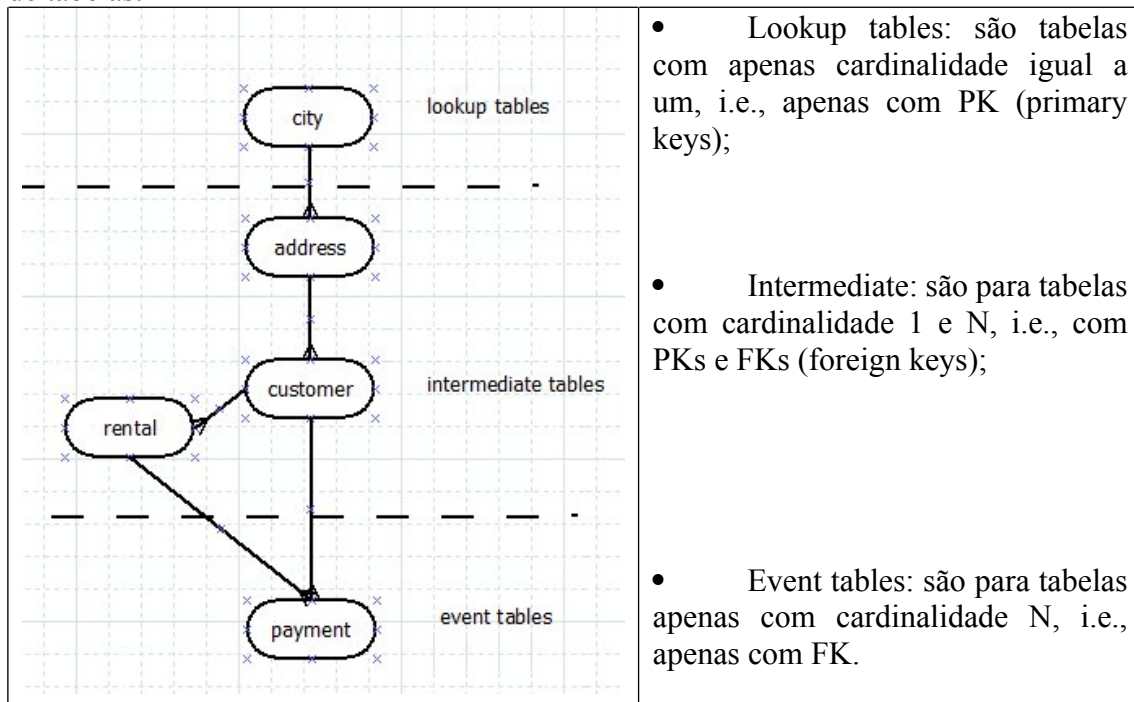 city
lookup tables
address
customer
intermediate tables
rental
payment
event tables
• Lookup tables: são tabelas
com apenas cardinalidade igual a
um, i.e., apenas com PK (primary
keys);
• Intermediate: são para tabelas
com cardinalidade 1 e N, i.e., com
PKs e FKs (foreign keys);
• Event tables: são para tabelas
apenas com cardinalidade N, i.e.,
apenas com FK.